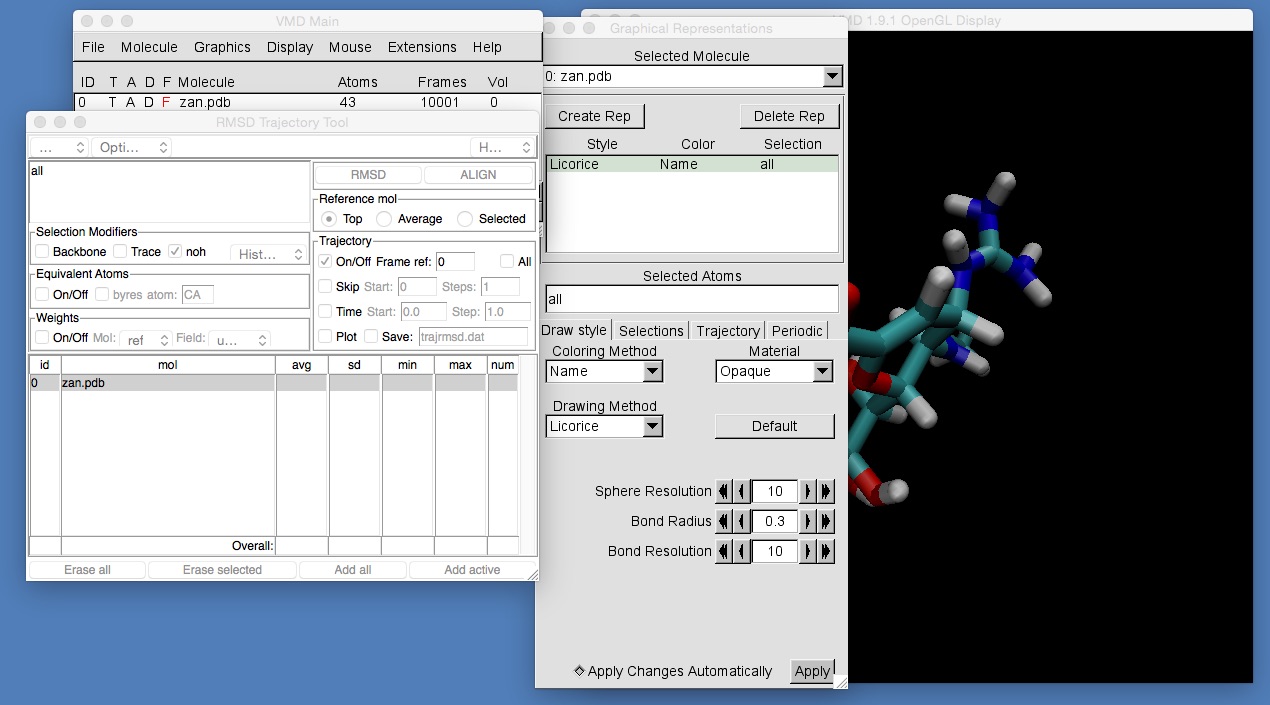 VMD Main
File Molecule Graphics Display Mouse Extensions Help
ID T A D F Molecule Atoms Frames Vol
0 T A D F zan.pdb 43 10001 0
RMSD Trajectory Tool
... Opti... H...
all
RMSD ALIGN
Reference mol
Top Average Selected
Selection Modifiers
Backbone Trace noh Hist...
Trajectory
On/Off Frame ref: 0 All
Skip Start: 0 Steps: 1
Time Start: 0.0 Step: 1.0
Plot Save: trajrmsd.dat
Equivalent Atoms
On/Off byres atom: CA
Weights
On/Off Mol: ref Field: u...
id mol avg sd min max num
0 zan.pdb
Overall:
Erase all Erase selected Add all Add active
Graphical Representations
Selected Molecule
0: zan.pdb
Create Rep Delete Rep
Style Color Selection
Licorice Name all
Selected Atoms
all
Draw style Selections Trajectory Periodic
Coloring Method Material
Name Opaque
Drawing Method
Licorice Default
Sphere Resolution 10
Bond Radius 0.3
Bond Resolution 10
Apply Changes Automatically Apply
MD 1.9.1 OpenGL Display